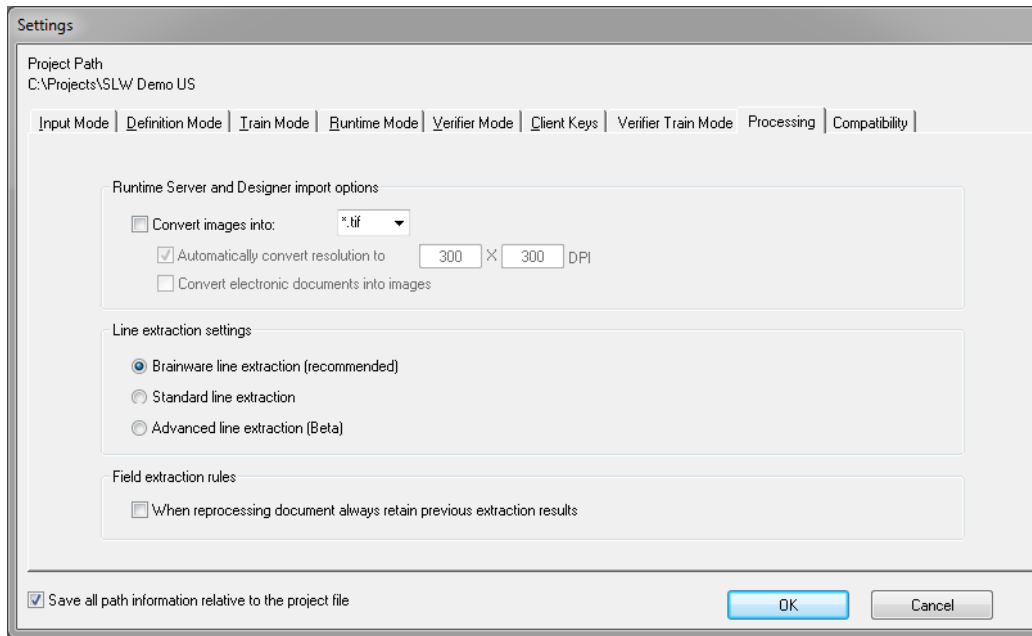 Settings
Project Path
C:\Projects\SLW Demo US
Input Mode Definition Mode Train Mode Runtime Mode Verifier Mode Client Keys Verifier Train Mode Processing Compatibility
Runtime Server and Designer import options
Convert images into: *.tif
Automatically convert resolution to 300 X 300 DPI
Convert electronic documents into images
Line extraction settings
Brainware line extraction (recommended)
Standard line extraction
Advanced line extraction (Beta)
Field extraction rules
When reprocessing document always retain previous extraction results
Save all path information relative to the project file OK Cancel